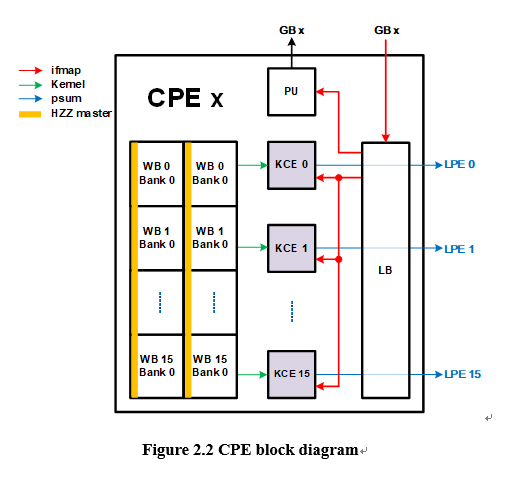 GB x
GB x
ifmap
Kernel
psum
HZZ master
CPE x
PU
WB 0
Bank 0
WB 0
Bank 0
KCE 0
LPE 0
WB 1
Bank 0
WB 1
Bank 0
KCE 1
LPE 1
LB
WB 15
Bank 0
WB 15
Bank 0
KCE 15
LPE 15
Figure 2.2 CPE block diagram